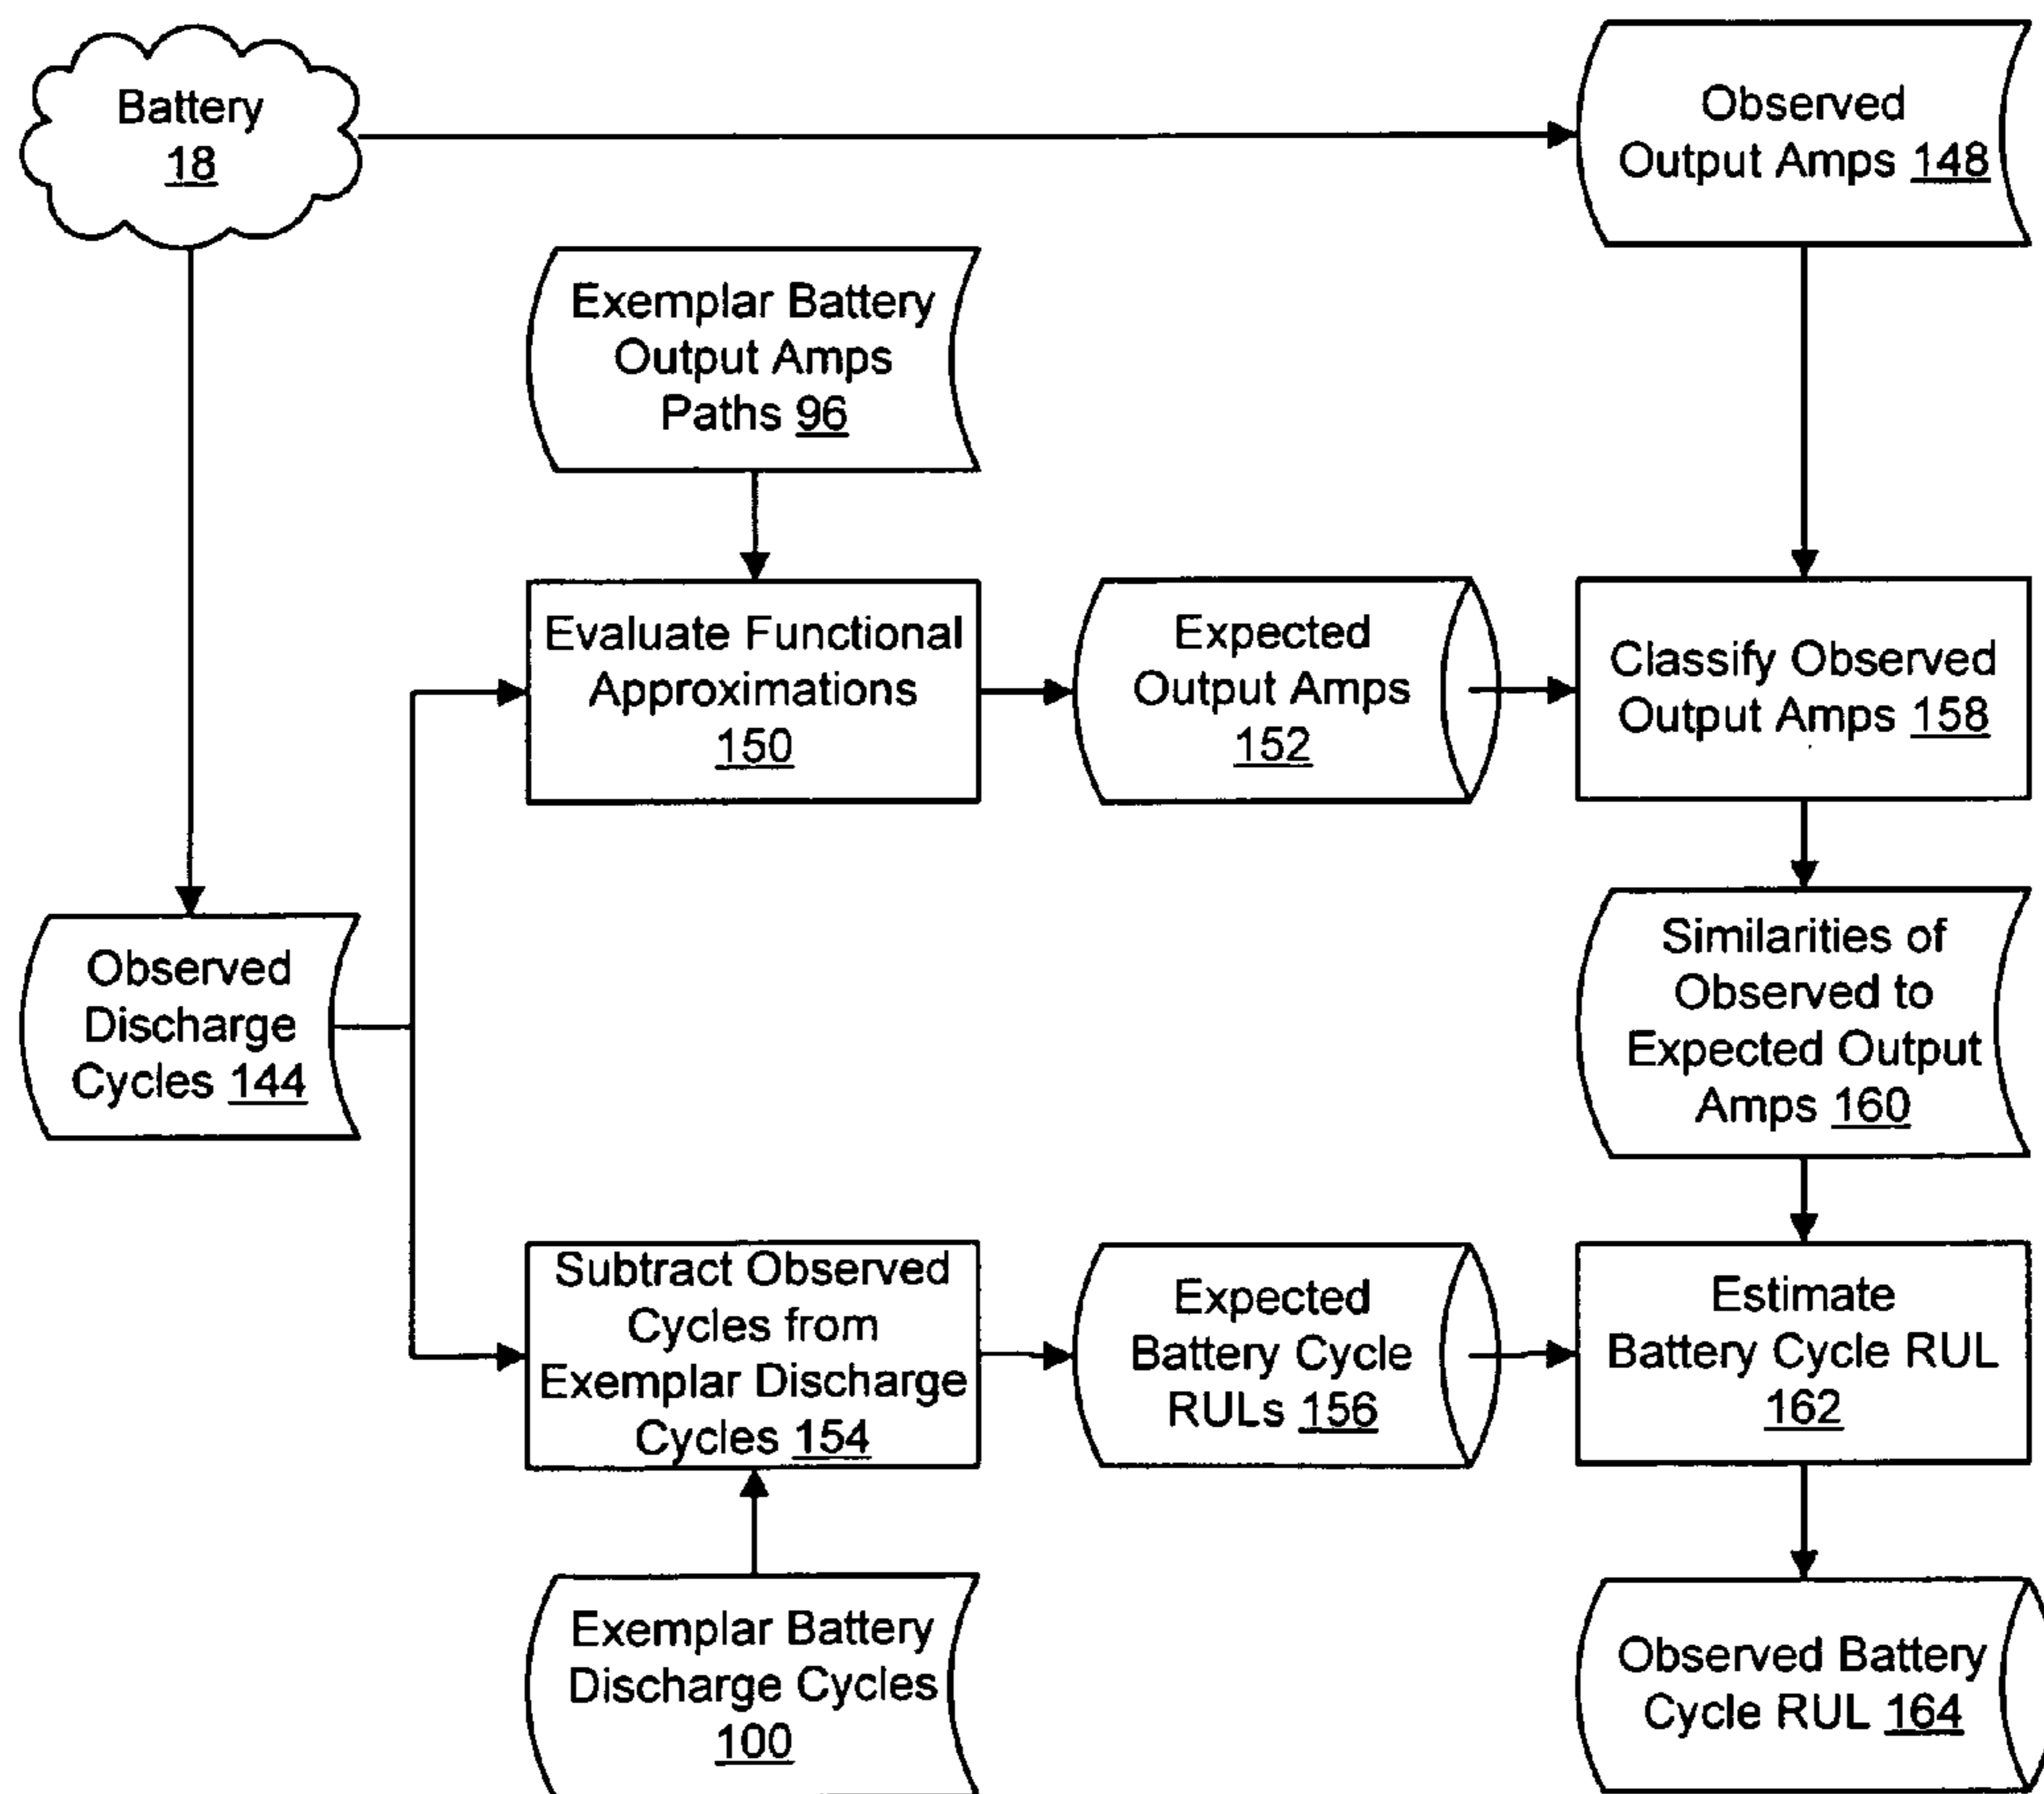 Battery
18
Observed
Output Amps 148
Exemplar Battery
Output Amps
Paths 96
Evaluate Functional
Approximations
150
Expected
Output Amps
152
Classify Observed
Output Amps 158
Observed
Discharge
Cycles 144
Similarities of
Observed to
Expected Output
Amps 160
Subtract Observed
Cycles from
Exemplar Discharge
Cycles 154
Expected
Battery Cycle
RULs 156
Estimate
Battery Cycle RUL
162
Exemplar Battery
Discharge Cycles
100
Observed Battery
Cycle RUL 164